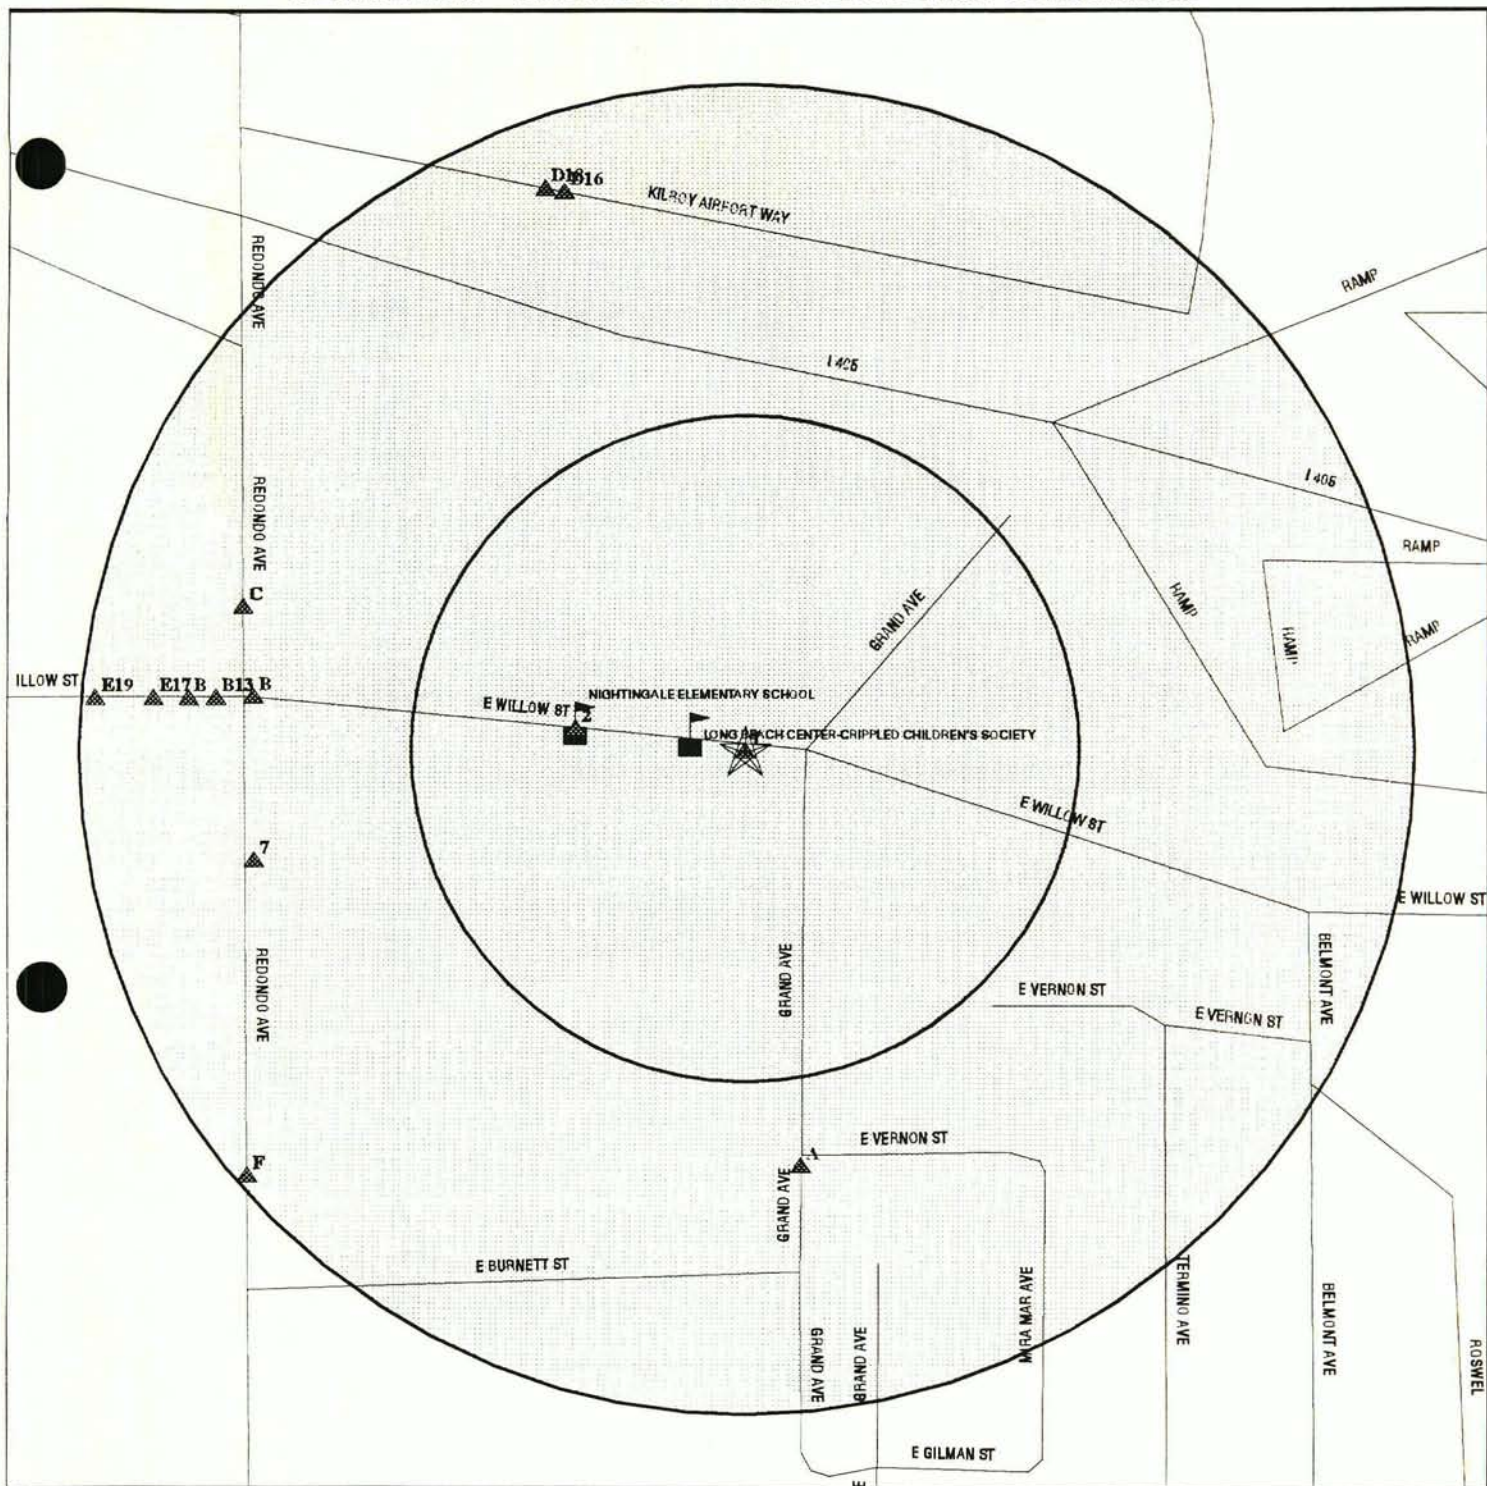 D16
KILROY AIRPORT WAY
REDONDO AVE
RAMP
I 405
I 405
REDONDO AVE
GRAND AVE
RAMP
RAMP
RAMP
RAMP
C
ILLOW ST
E19
E17
B
B13
B
E WILLOW ST
2
NIGHTINGALE ELEMENTARY SCHOOL
LONG BEACH CENTER-CRIPPLED CHILDREN'S SOCIETY
E WILLOW ST
7
E WILLOW ST
REDONDO AVE
GRAND AVE
BELMONT AVE
E VERNON ST
E VERNON ST
E VERNON ST
A
F
GRAND AVE
E BURNETT ST
TERMINO AVE
MIRA MAR AVE
BELMONT AVE
GRAND AVE
GRAND AVE
ROSWEL
E GILMAN ST
E